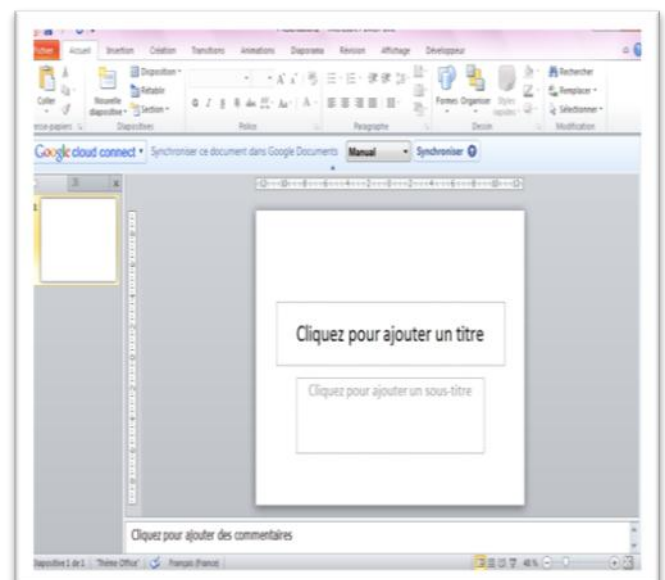 Fichier Accueil Insertion Création Transitions Animations Diaporama Révision Affichage Développeur
Coller
Nouvelle diapositive
Disposition
Rétablir
Section
G I S
Formes Organiser Styles rapides
Rechercher
Remplacer
Sélectionner
Diapositives Police Paragraphe Dessin Modification
Google cloud connect Synchroniser ce document dans Google Documents Manual Synchroniser
Cliquez pour ajouter un titre
Cliquez pour ajouter un sous-titre
Cliquez pour ajouter des commentaires
Diapositive 1 de 1 "Thème Office" Français (France) 48%